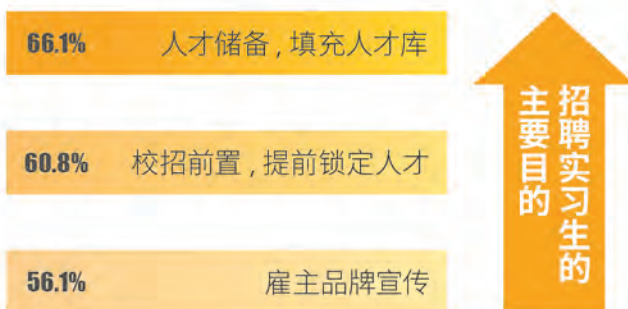 66.1% 人才储备,填充人才库
60.8% 校招前置,提前锁定人才
56.1% 雇主品牌宣传
招聘实习生的
主要目的